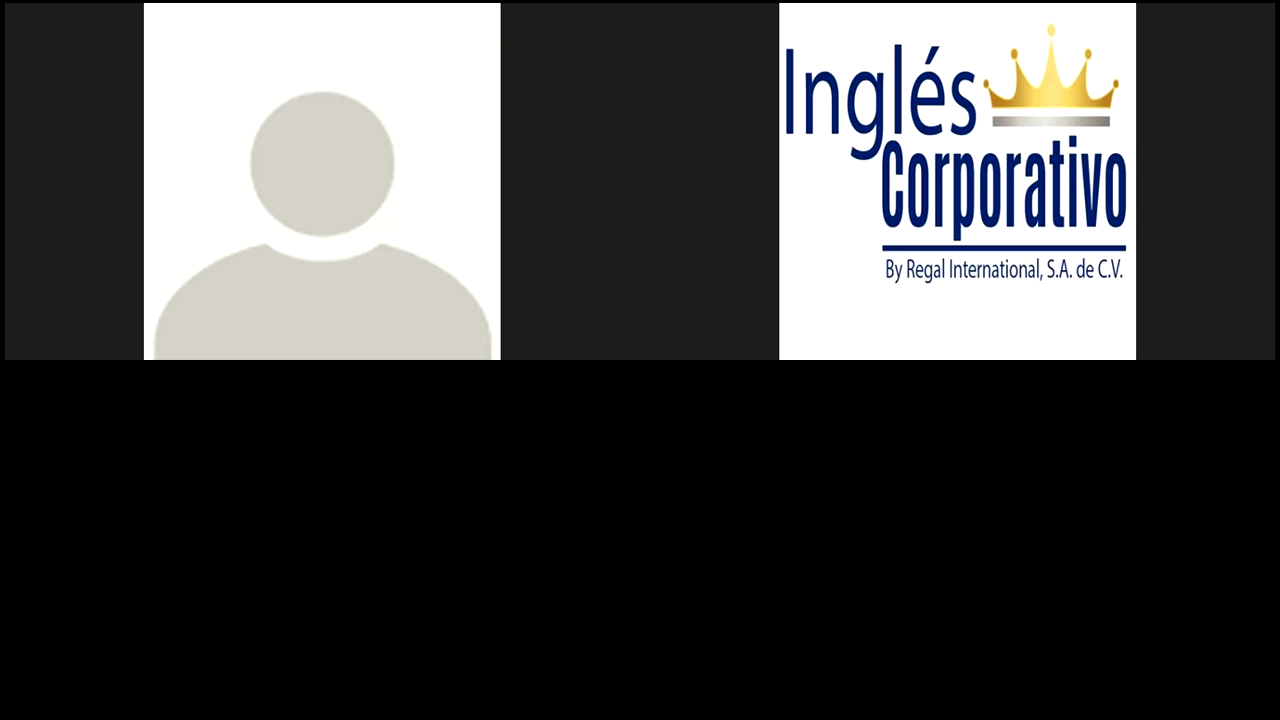 Inglés
Corporativo
By Regal International, S.A. de C.V.